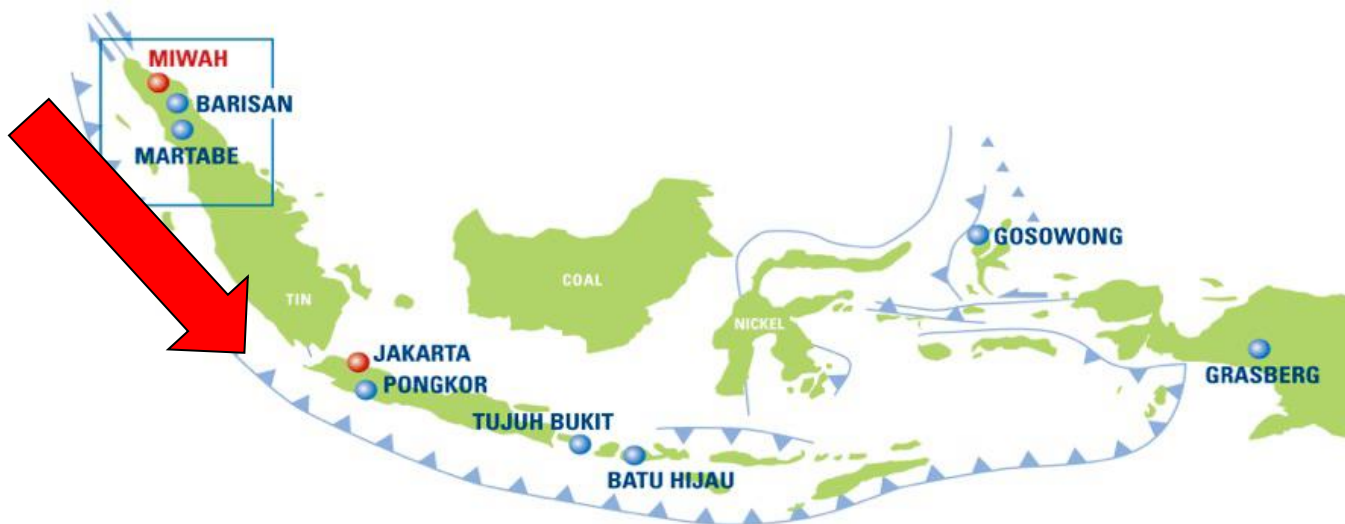 MIWAH
BARISAN
MARTABE
GOSOWONG
COAL
TIN
NICKEL
JAKARTA
GRASBERG
PONGKOR
TUJUH BUKIT
BATU HIJAU